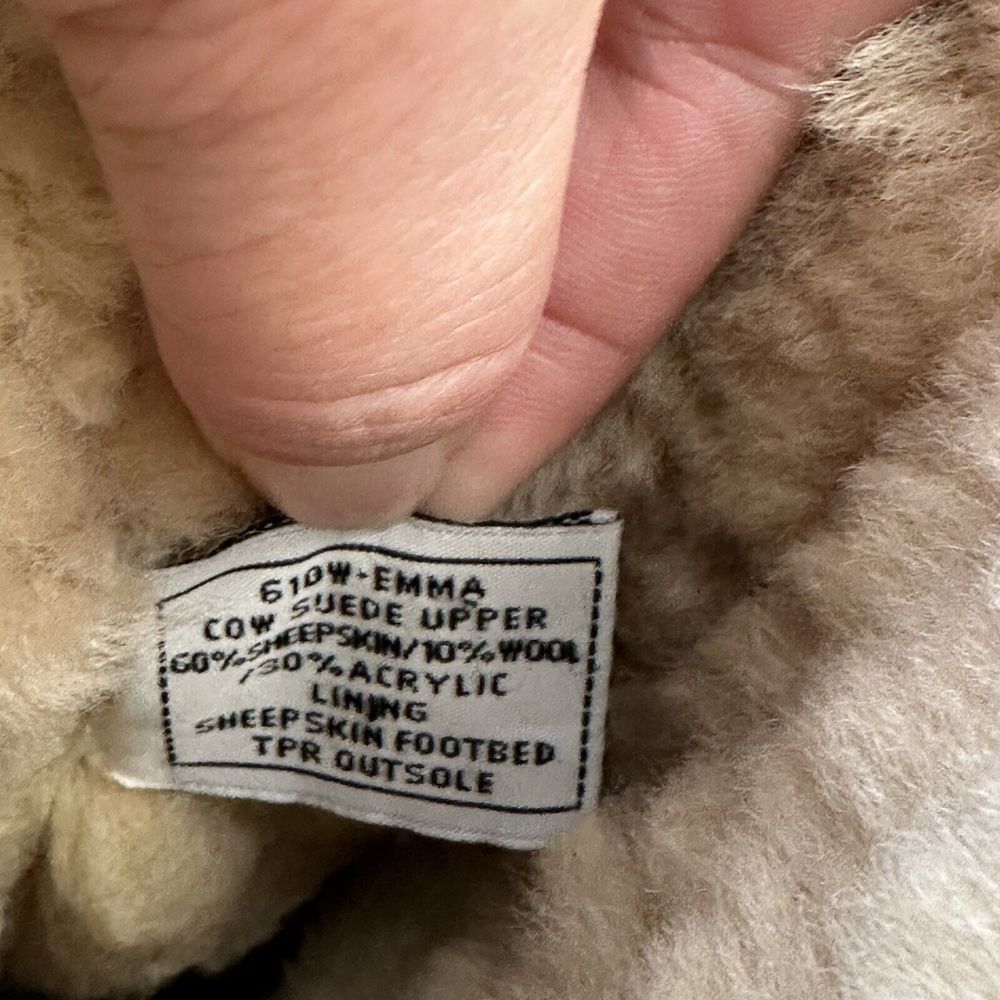 610W-EMMA
COW SUEDE UPPER
60%SHEEPSKIN/10%WOOL
/30%ACRYLIC
LINING
SHEEPSKIN FOOTBED
TPR OUTSOLE